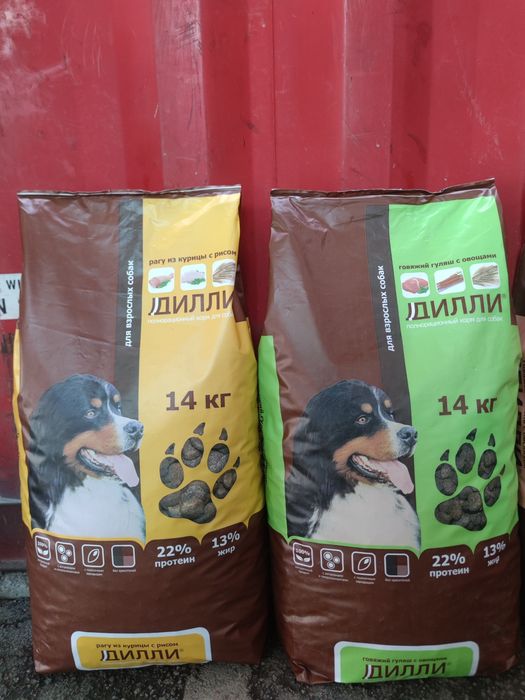 рагу из курицы с рисом
ДИЛЛИ
полнорационный корм для собак
для взрослых собак
14 кг
22%
протеин
13%
жир
рагу из курицы с рисом
ДИЛЛИ®
говяжий гуляш с овощами
ДИЛЛИ®
полнорационный корм для собак
для взрослых собак
14 кг
100%
22%
протеин
13%
жир
говяжий гуляш с овощами
ДИЛЛИ®